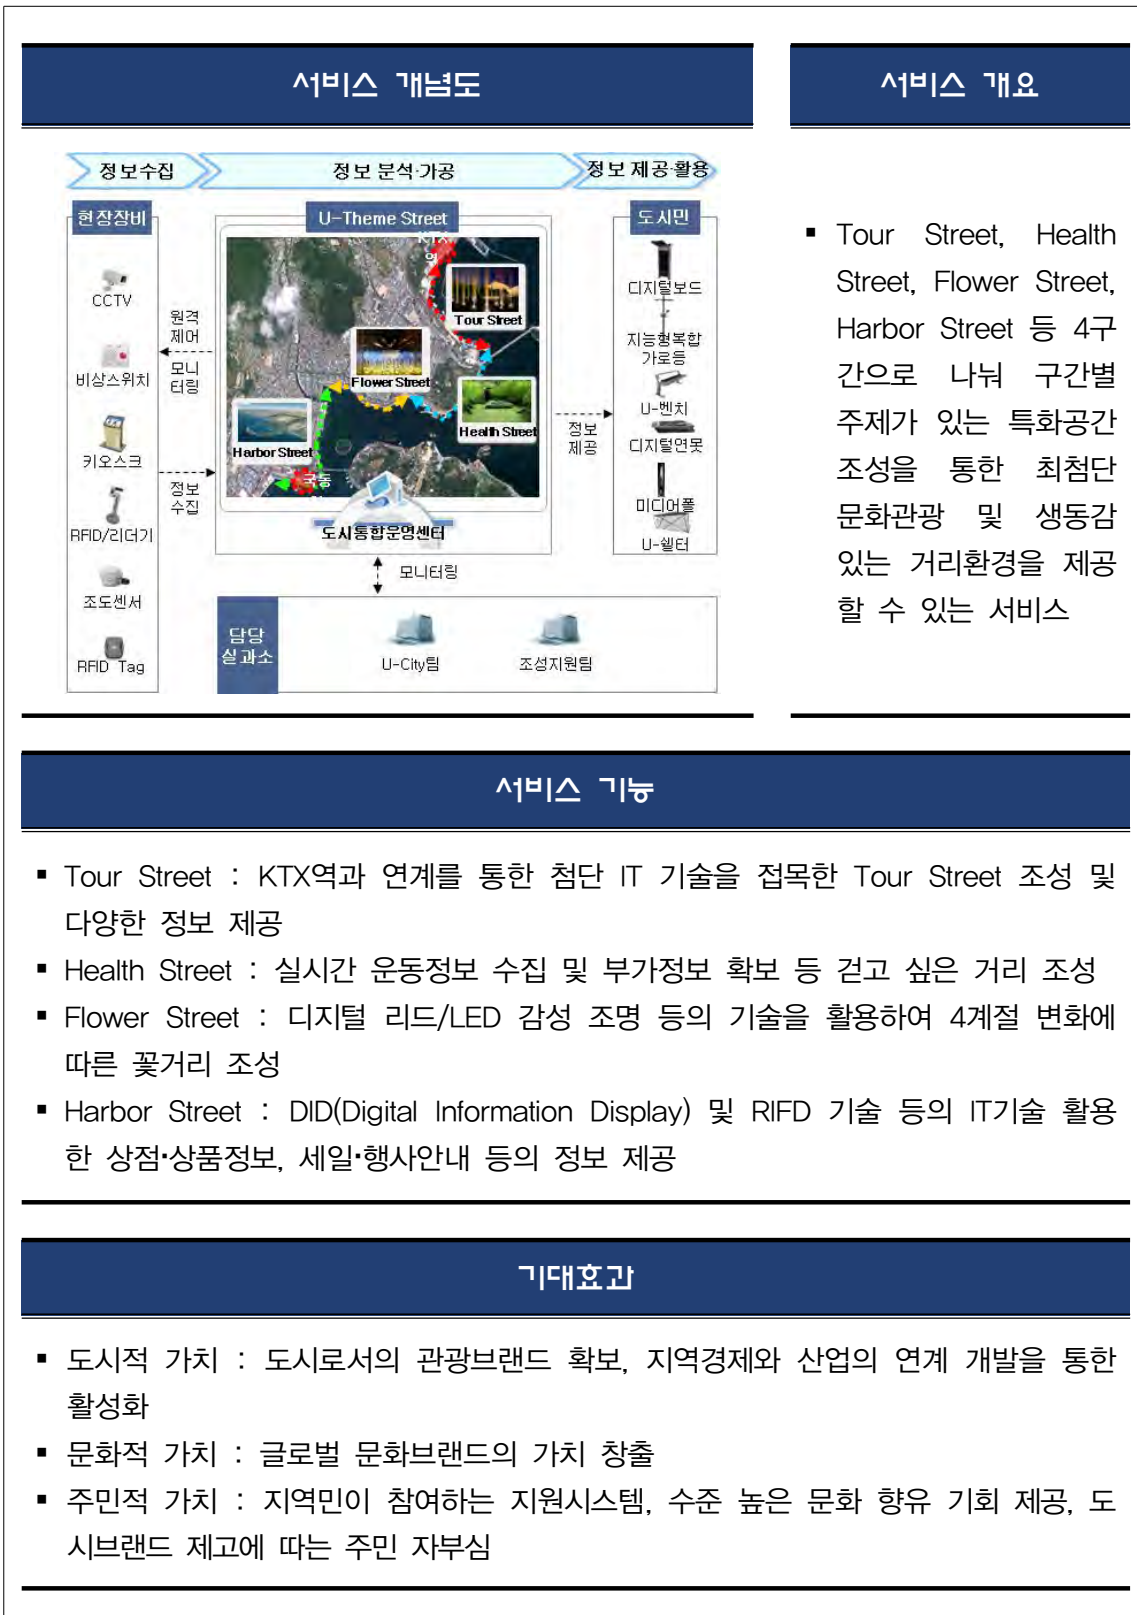 서비스 개념도
정보수집
정보 분석·가공
정보 제공·활용
현장장비
CCTV
비상스위치
키오스크
RFID/리더기
조도센서
RFID Tag
원격
제어
모니
터링
정보
수집
U-Theme Street
KTX
역
Tour Street
Flower Street
Health Street
Harbor Street
국동
도시통합운영센터
모니터링
정보
제공
도시민
디지털보드
지능형복합
가로등
U-벤치
디지털연못
미디어폴
U-쉘터
담당
실과소
U-City팀
조성지원팀
서비스 개요
▪ Tour Street, Health
Street, Flower Street,
Harbor Street 등 4구
간으로 나눠 구간별
주제가 있는 특화공간
조성을 통한 최첨단
문화관광 및 생동감
있는 거리환경을 제공
할 수 있는 서비스
서비스 기능
▪ Tour Street : KTX역과 연계를 통한 첨단 IT 기술을 접목한 Tour Street 조성 및
다양한 정보 제공
▪ Health Street : 실시간 운동정보 수집 및 부가정보 확보 등 걷고 싶은 거리 조성
▪ Flower Street : 디지털 리드/LED 감성 조명 등의 기술을 활용하여 4계절 변화에
따른 꽃거리 조성
▪ Harbor Street : DID(Digital Information Display) 및 RIFD 기술 등의 IT기술 활용
한 상점·상품정보, 세일·행사안내 등의 정보 제공
기대효과
▪ 도시적 가치 : 도시로서의 관광브랜드 확보, 지역경제와 산업의 연계 개발을 통한
활성화
▪ 문화적 가치 : 글로벌 문화브랜드의 가치 창출
▪ 주민적 가치 : 지역민이 참여하는 지원시스템, 수준 높은 문화 향유 기회 제공, 도
시브랜드 제고에 따는 주민 자부심